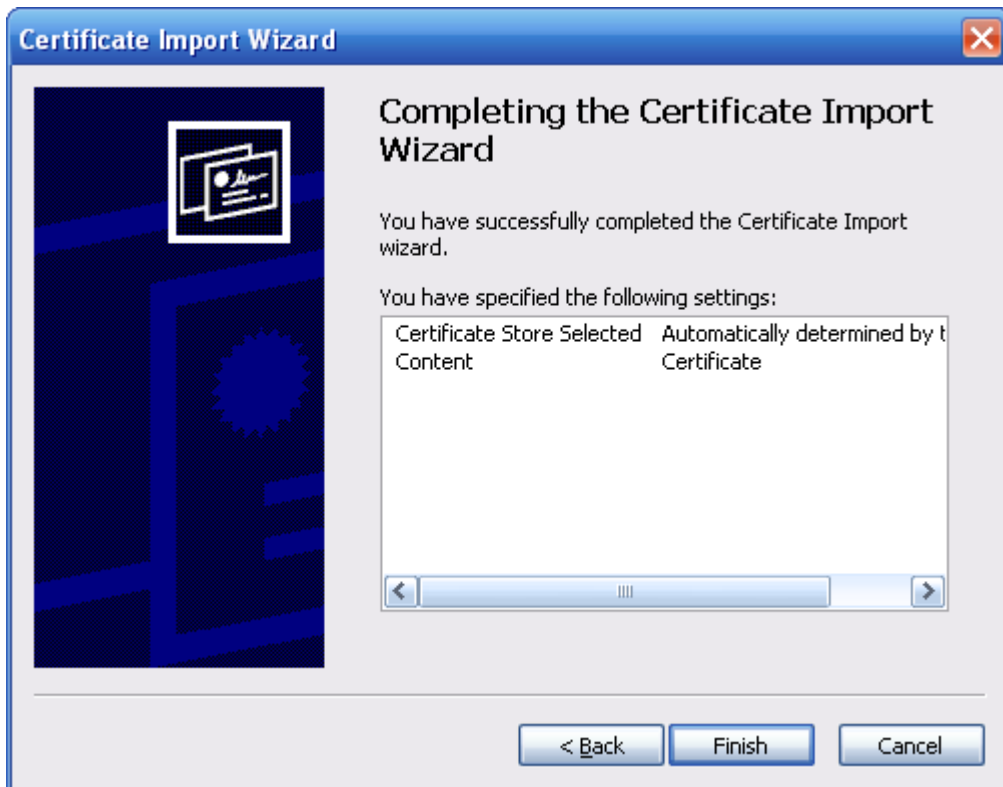 Certificate Import Wizard
Completing the Certificate Import
Wizard
You have successfully completed the Certificate Import
wizard.
You have specified the following settings:
Certificate Store Selected Automatically determined by t
Content Certificate
< Back Finish Cancel